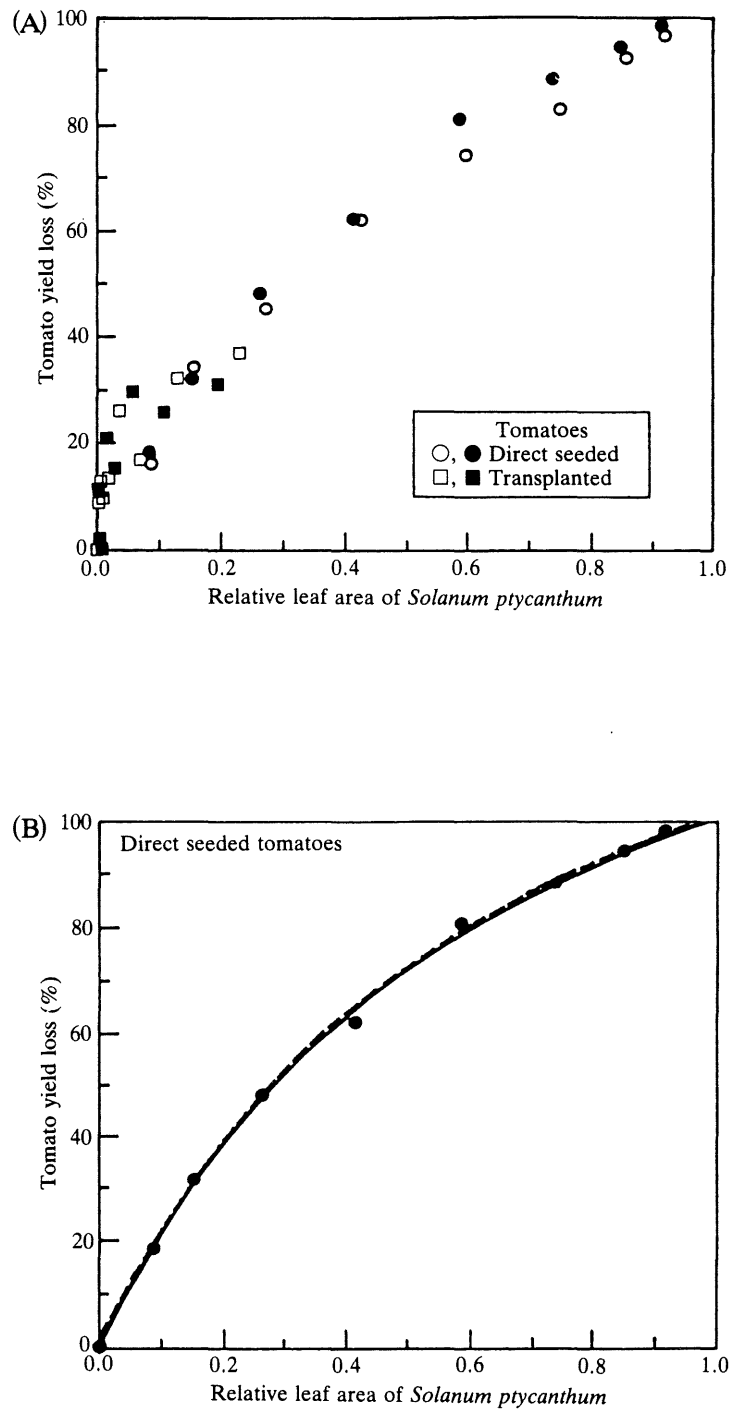 (A)
100
80
60
40
20
0
Tomato yield loss (%)
Tomatoes
○, ● Direct seeded
□, ■ Transplanted
0.0 0.2 0.4 0.6 0.8 1.0
Relative leaf area of Solanum ptycanthum
(B)
Direct seeded tomatoes
100
80
60
40
20
0
Tomato yield loss (%)
0.0 0.2 0.4 0.6 0.8 1.0
Relative leaf area of Solanum ptycanthum